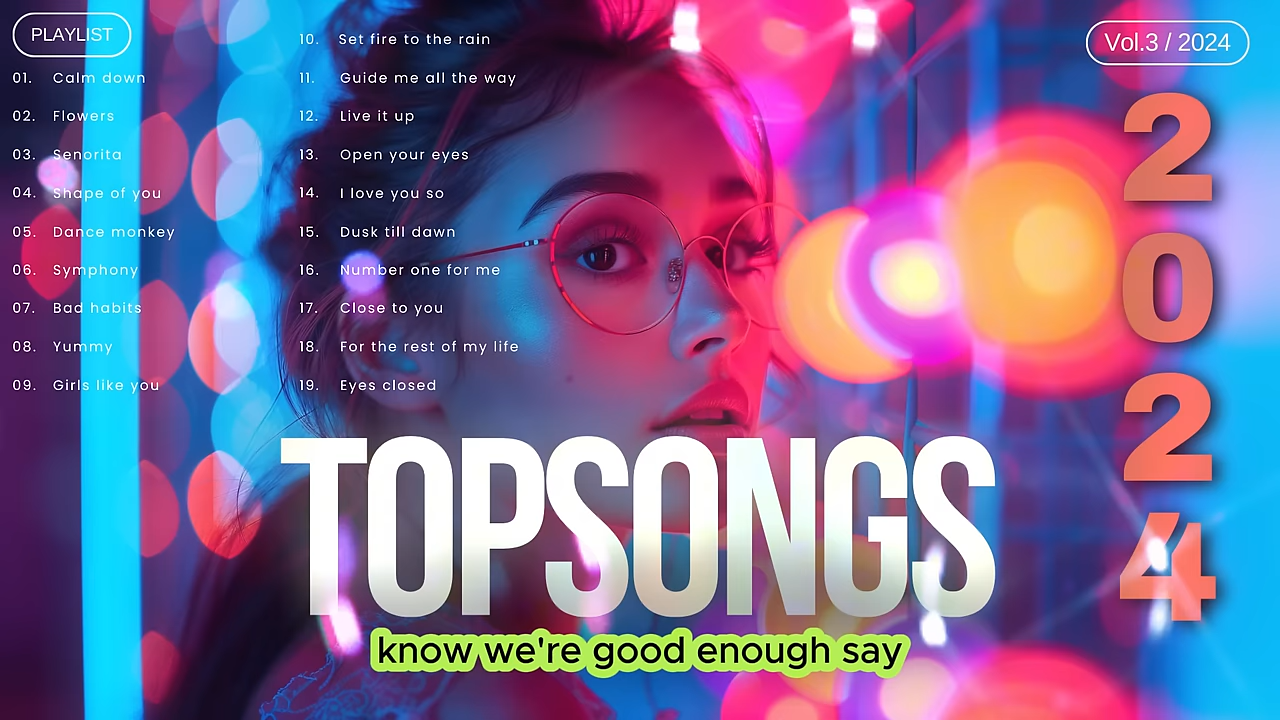 PLAYLIST
01. Calm down
02. Flowers
03. Senorita
04. Shape of you
05. Dance monkey
06. Symphony
07. Bad habits
08. Yummy
09. Girls like you
10. Set fire to the rain
11. Guide me all the way
12. Live it up
13. Open your eyes
14. I love you so
15. Dusk till dawn
16. Number one for me
17. Close to you
18. For the rest of my life
19. Eyes closed
Vol.3 / 2024
2024
TOPSONGS
know we're good enough say